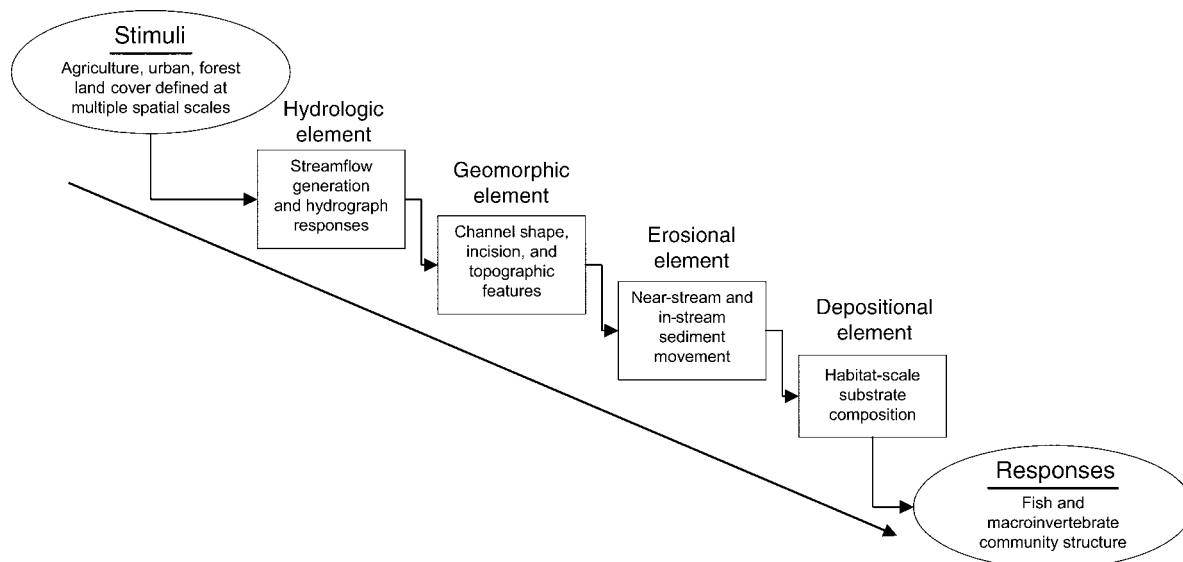 Stimuli
Agriculture, urban, forest
land cover defined at
multiple spatial scales
Hydrologic
element
Streamflow
generation
and hydrograph
responses
Geomorphic
element
Channel shape,
incision, and
topographic
features
Erosional
element
Near-stream and
in-stream
sediment
movement
Depositional
element
Habitat-scale
substrate
composition
Responses
Fish and
macroinvertebrate
community structure